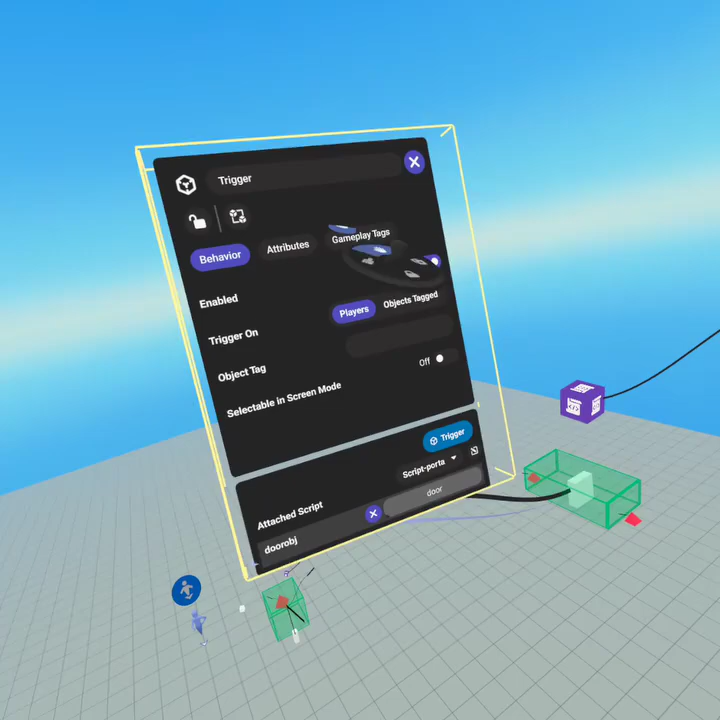 Trigger
Behavior
Attributes
Gameplay Tags
Enabled
Trigger On
Players
Objects Tagged
Object Tag
Selectable in Screen Mode
Off
Trigger
Attached Script
Script-porta
doorobj
door